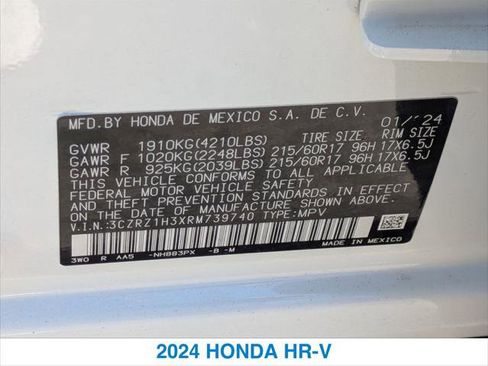 MFD.BY HONDA DE MEXICO S.A. DE C.V. 01/'24
TIRE SIZE RIM SIZE
GVWR 1910KG(4210LBS)
GAWR F 1020KG(2248LBS) 215/60R17 96H 17X6.5J
GAWR R 925KG(2039LBS) 215/60R17 96H 17X6.5J
THIS VEHICLE CONFORMS TO ALL APPLICABLE
FEDERAL MOTOR VEHICLE SAFETY AND THEFT
PREVENTION STANDARDS IN EFFECT ON THE DATE
OF MANUFACTURE SHOWN ABOVE.
V.I.N.:3CZRZ1H3XRM739740 TYPE:MPV
3W0 R AA5 -NH883PX -B -M MADE IN MEXICO
2024 HONDA HR-V